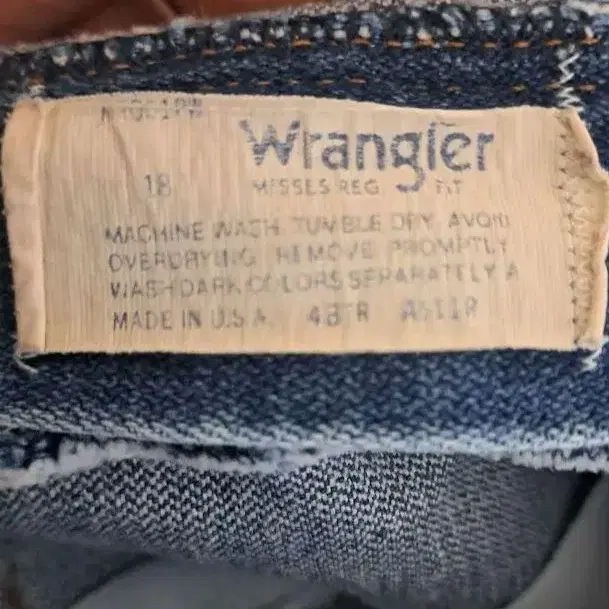 Wrangler
18 MISSES REG FIT
MACHINE WASH TUMBLE DRY, AVOID
OVERDRYING REMOVE PROMPTLY
WASH DARK COLORS SEPARATELY A
MADE IN U.S.A. R